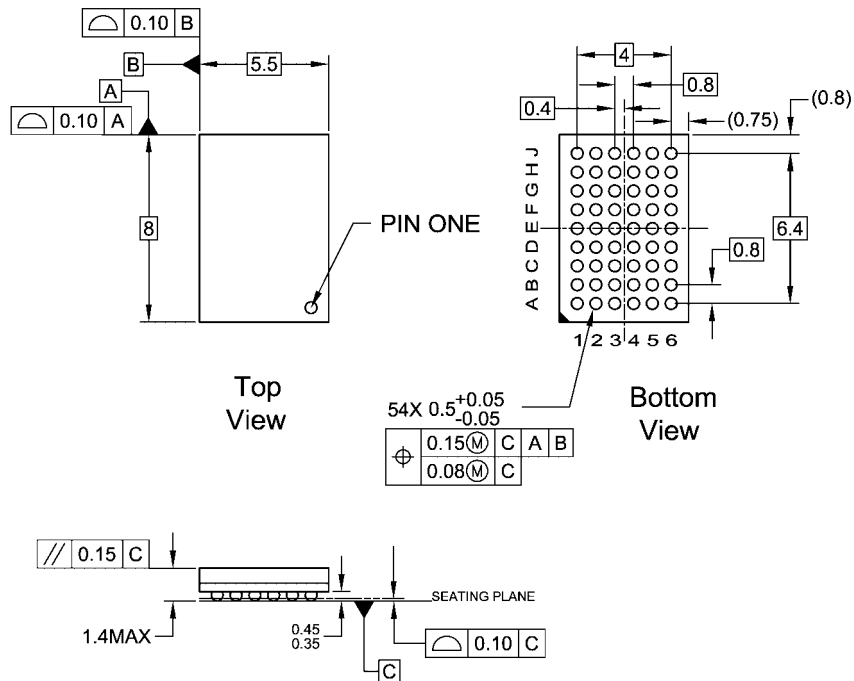 ⌓ 0.10 B
B
5.5
A
⌓ 0.10 A
8
PIN ONE
Top
View
4
0.8
0.4
(0.75)
(0.8)
J
H
G
F
E
D
C
B
A
6.4
0.8
1 2 3 4 5 6
54X 0.5 +0.05
-0.05
⌖ 0.15Ⓜ C A B
0.08Ⓜ C
Bottom
View
// 0.15 C
1.4MAX
0.45
0.35
SEATING PLANE
⌓ 0.10 C
C